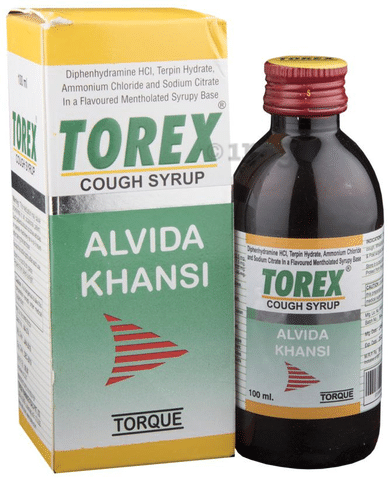 100 ml
Diphenhydramine HCl, Terpin Hydrate,
Ammonium Chloride and Sodium Citrate
In a Flavoured Mentholated Syrupy Base
TOREX®
COUGH SYRUP
ALVIDA
KHANSI
TORQUE
Diphenhydramine HCl, Terpin Hydrate, Ammonium Chloride
and Sodium Citrate In a Flavoured Mentholated Syrupy Base
TOREX®
COUGH SYRUP
ALVIDA
KHANSI
100 ml.
TORQUE